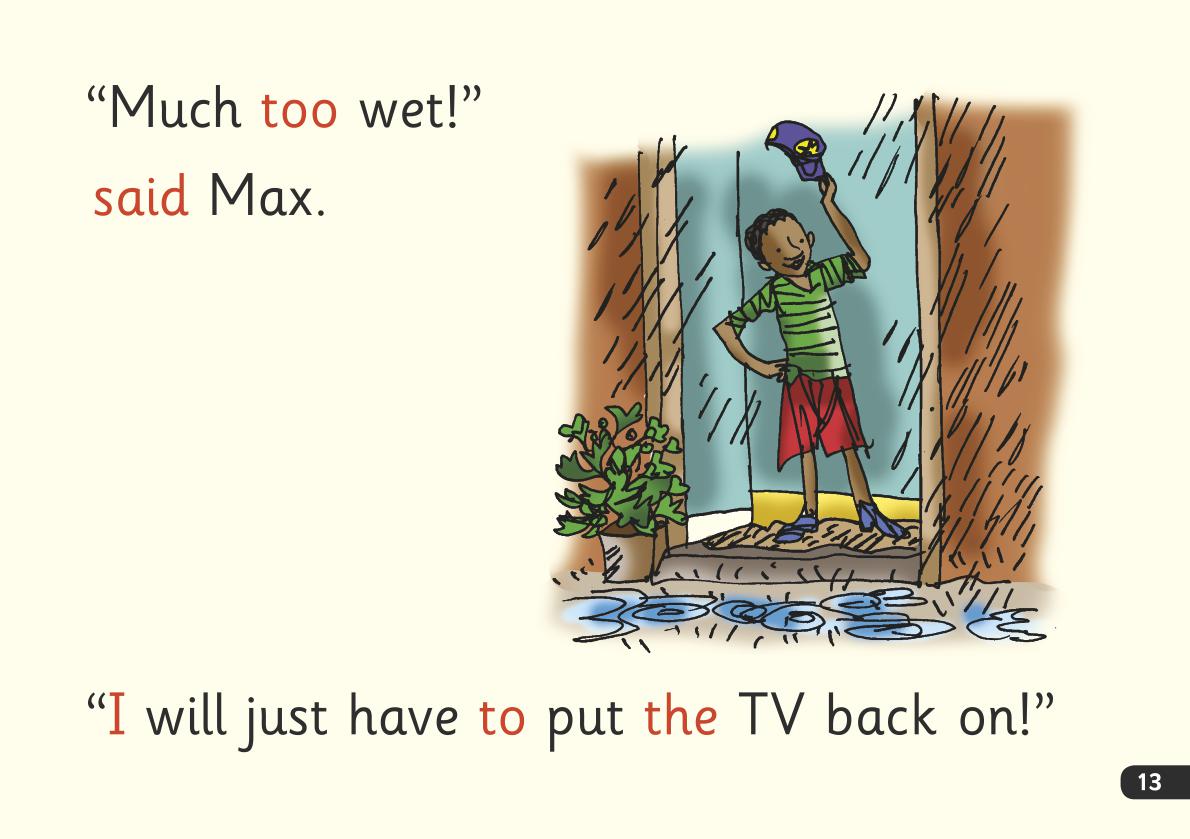 “Much too wet!”
said Max.
“I will just have to put the TV back on!”
13